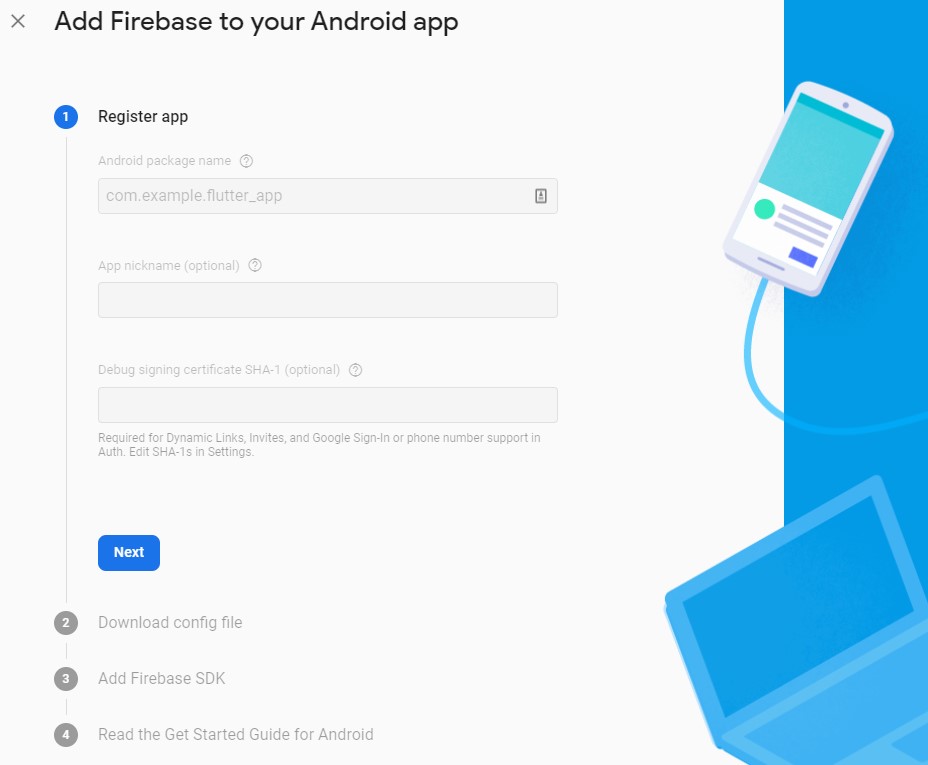 Add Firebase to your Android app
1 Register app
Android package name ?
com.example.flutter_app
App nickname (optional) ?
Debug signing certificate SHA-1 (optional) ?
Required for Dynamic Links, Invites, and Google Sign-In or phone number support in
Auth. Edit SHA-1s in Settings.
Next
2 Download config file
3 Add Firebase SDK
4 Read the Get Started Guide for Android